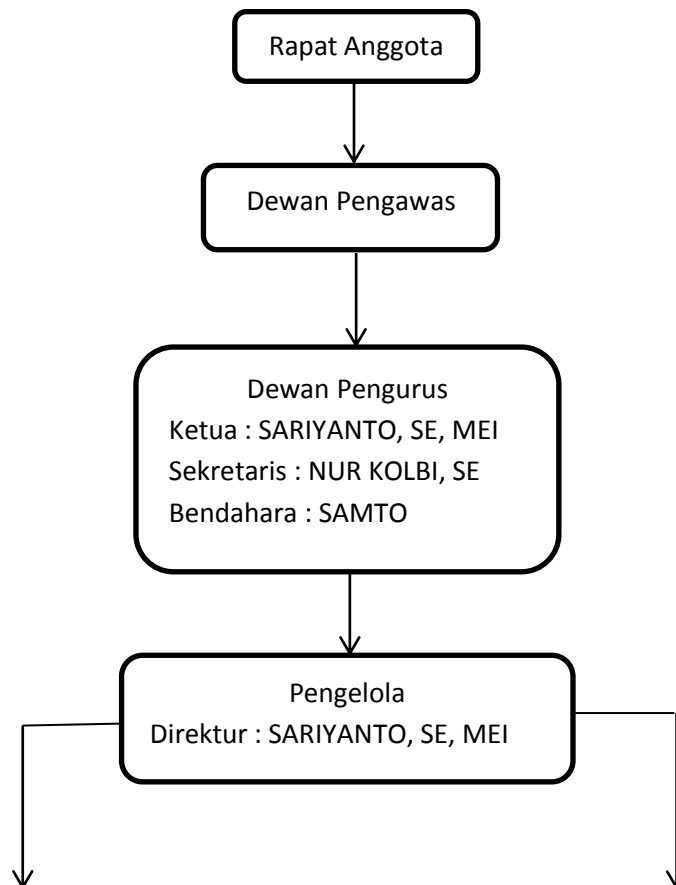 Rapat Anggota
Dewan Pengawas
Dewan Pengurus
Ketua : SARIYANTO, SE, MEI
Sekretaris : NUR KOLBI, SE
Bendahara : SAMTO
Pengelola
Direktur : SARIYANTO, SE, MEI